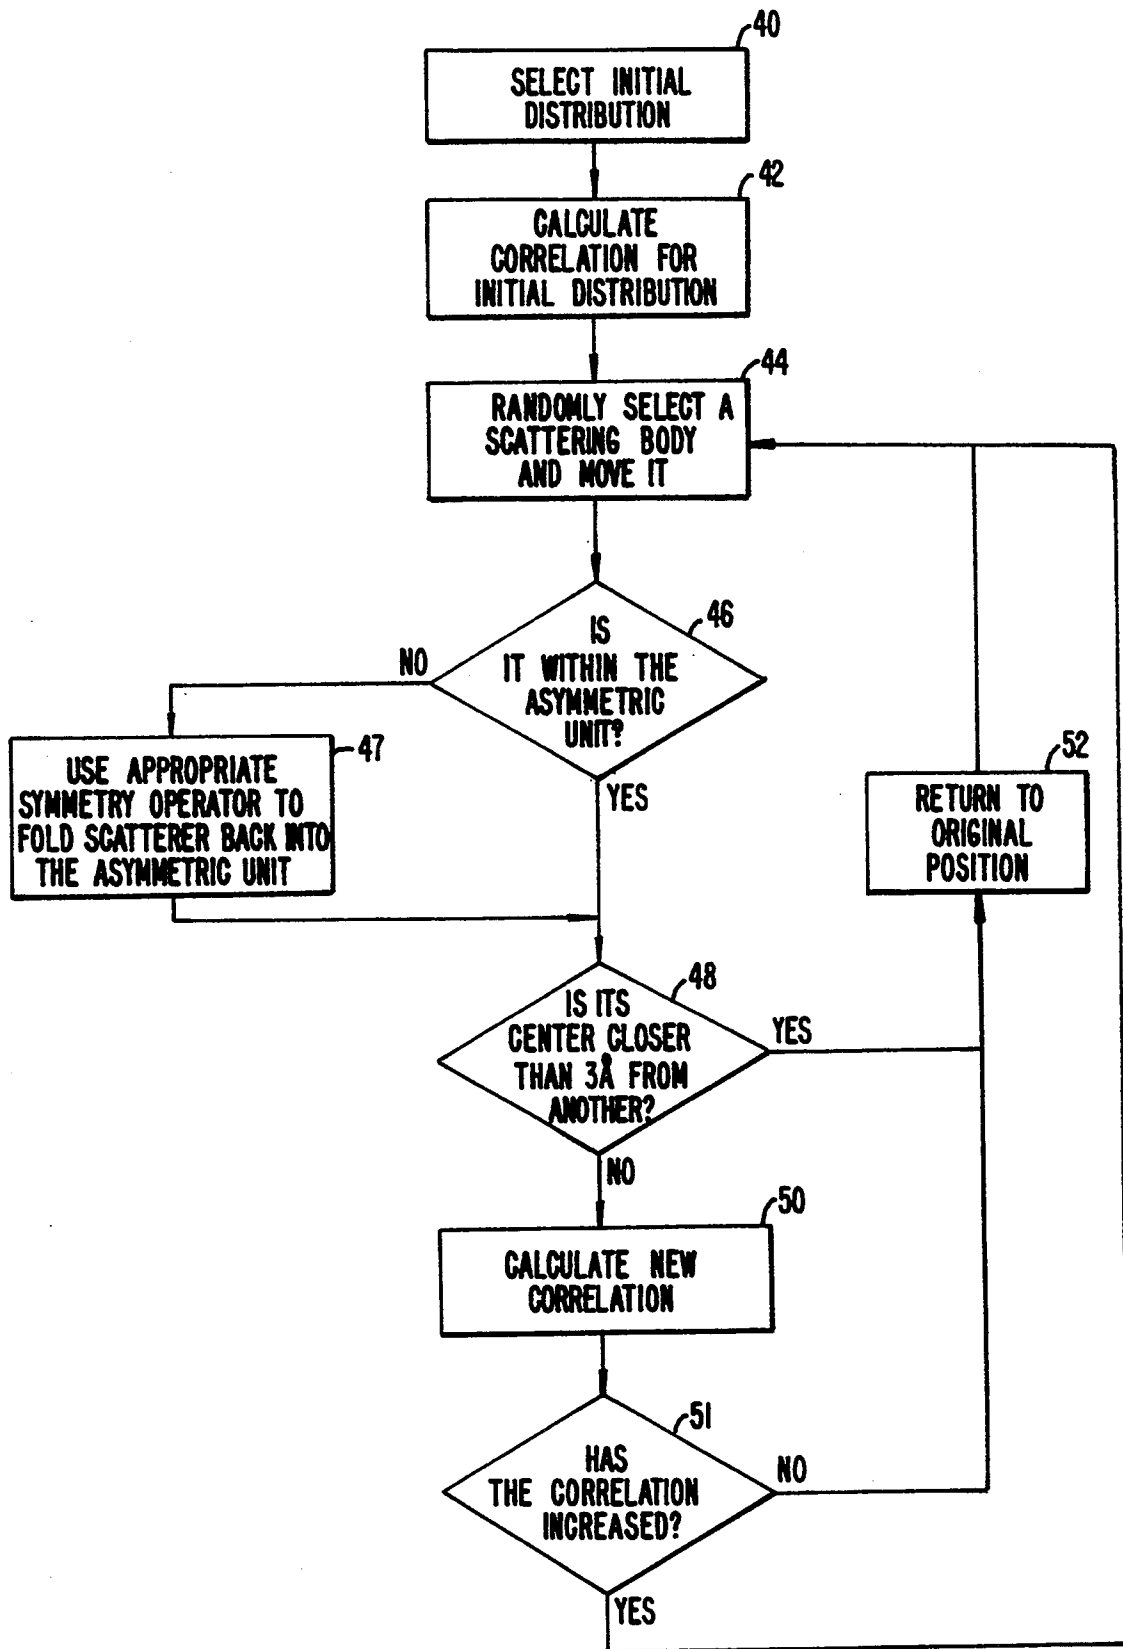 40
SELECT INITIAL
DISTRIBUTION
42
CALCULATE
CORRELATION FOR
INITIAL DISTRIBUTION
44
RANDOMLY SELECT A
SCATTERING BODY
AND MOVE IT
46
IS
IT WITHIN THE
ASYMMETRIC
UNIT?
NO
YES
47
USE APPROPRIATE
SYMMETRY OPERATOR TO
FOLD SCATTERER BACK INTO
THE ASYMMETRIC UNIT
52
RETURN TO
ORIGINAL
POSITION
48
IS ITS
CENTER CLOSER
THAN 3Å FROM
ANOTHER?
YES
NO
50
CALCULATE NEW
CORRELATION
51
HAS
THE CORRELATION
INCREASED?
NO
YES